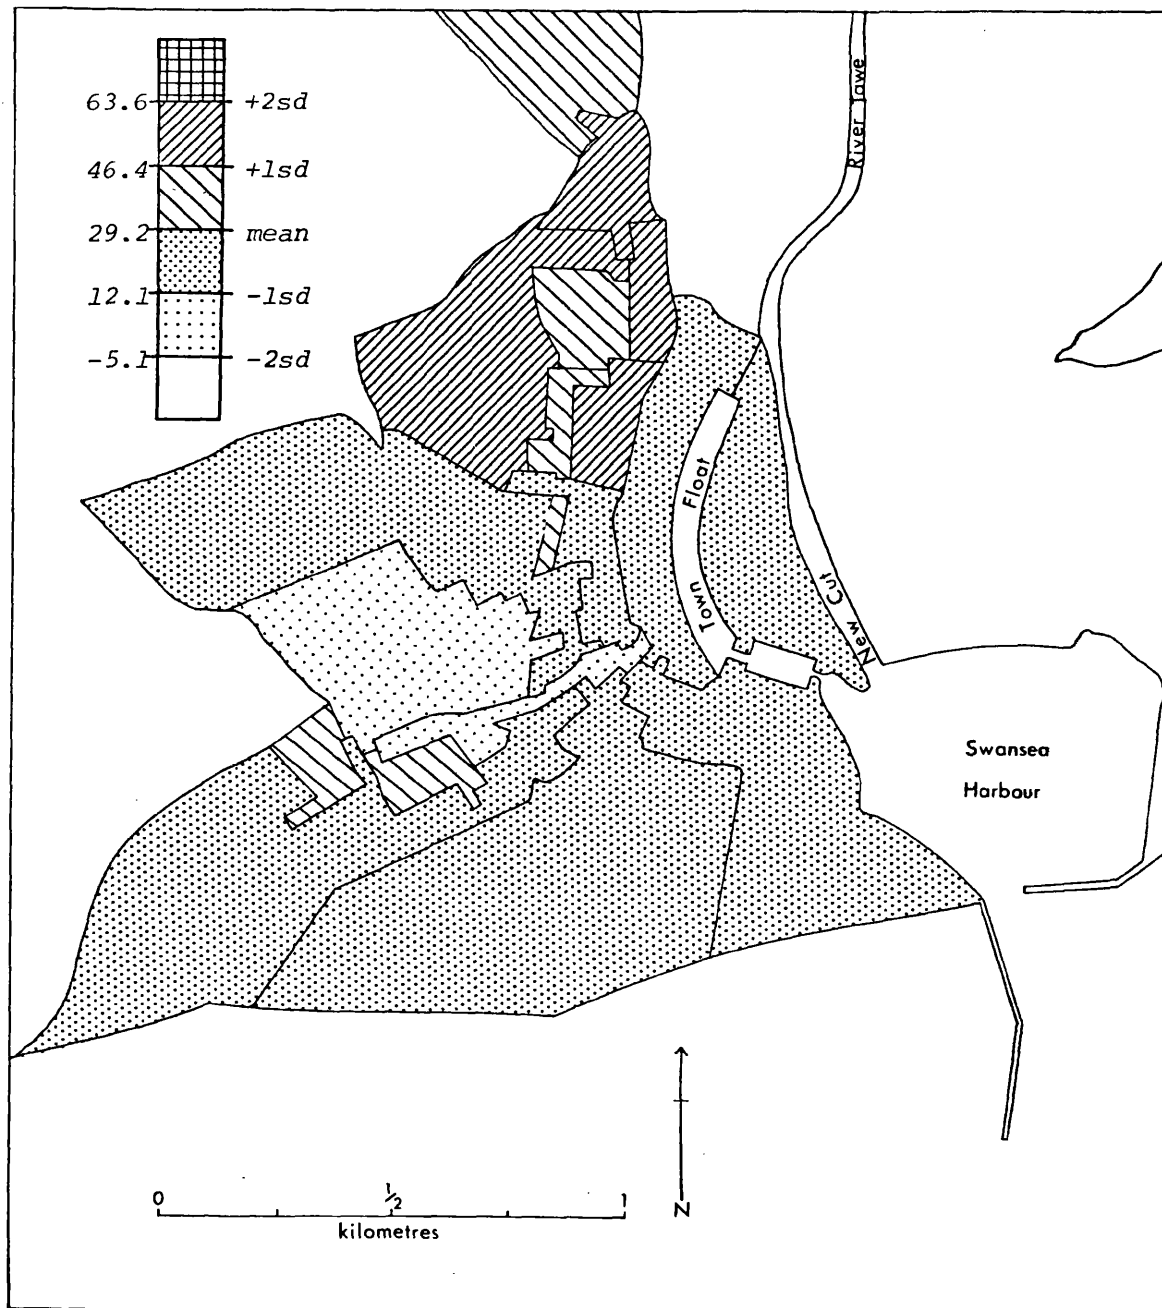 63.6 +2sd
46.4 +1sd
29.2 mean
12.1 -1sd
-5.1 -2sd
River Tawe
Float
Town
New Cut
Swansea
Harbour
0 ½ 1
kilometres
N